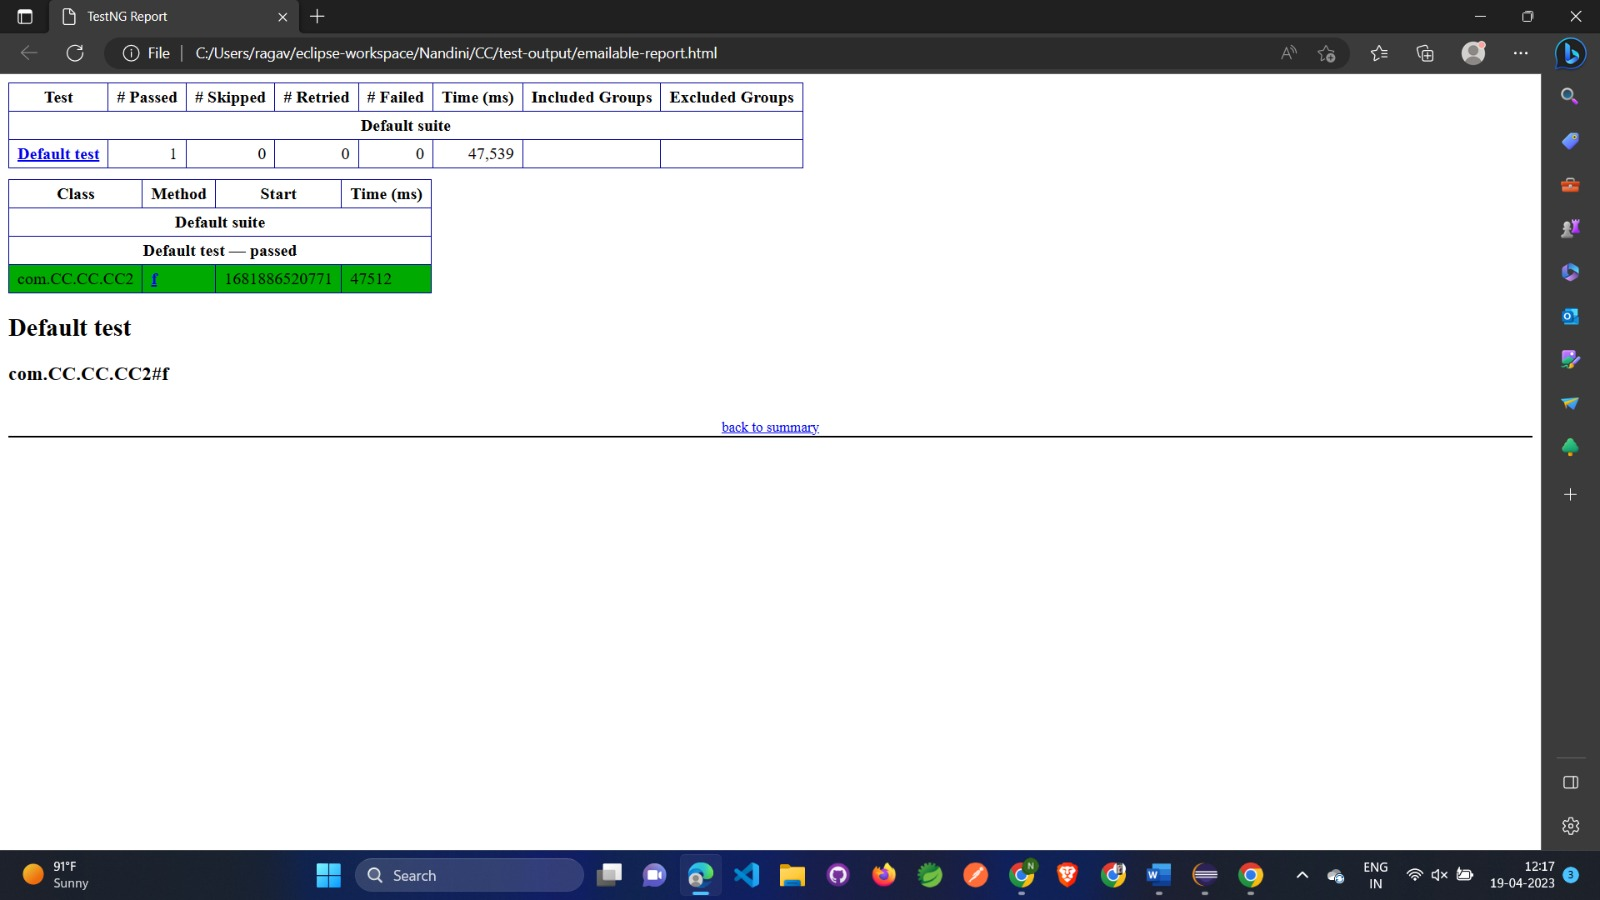 TestNG Report
File C:/Users/ragav/eclipse-workspace/Nandini/CC/test-output/emailable-report.html
Test # Passed # Skipped # Retried # Failed Time (ms) Included Groups Excluded Groups
Default suite
Default test 1 0 0 0 47,539
Class Method Start Time (ms)
Default suite
Default test — passed
com.CC.CC.CC2 f 1681886520771 47512
Default test
com.CC.CC.CC2#f
back to summary
91°F
Sunny
Search
ENG
IN
12:17
19-04-2023
3